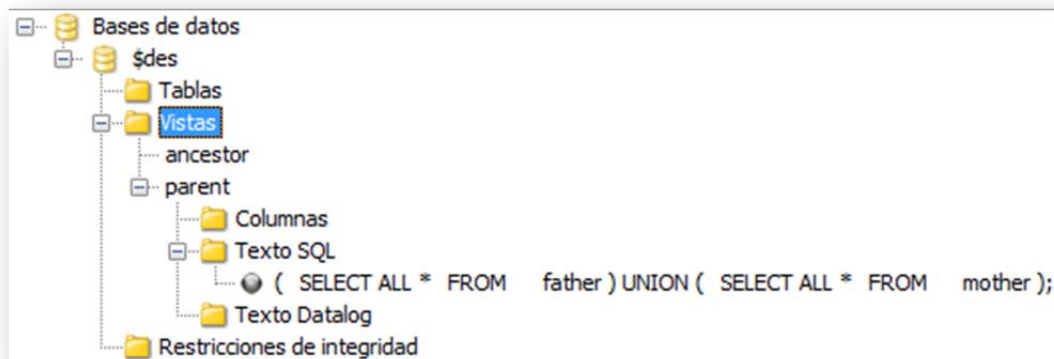 Bases de datos
$des
Tablas
Vistas
ancestor
parent
Columnas
Texto SQL
( SELECT ALL * FROM father ) UNION ( SELECT ALL * FROM mother );
Texto Datalog
Restricciones de integridad